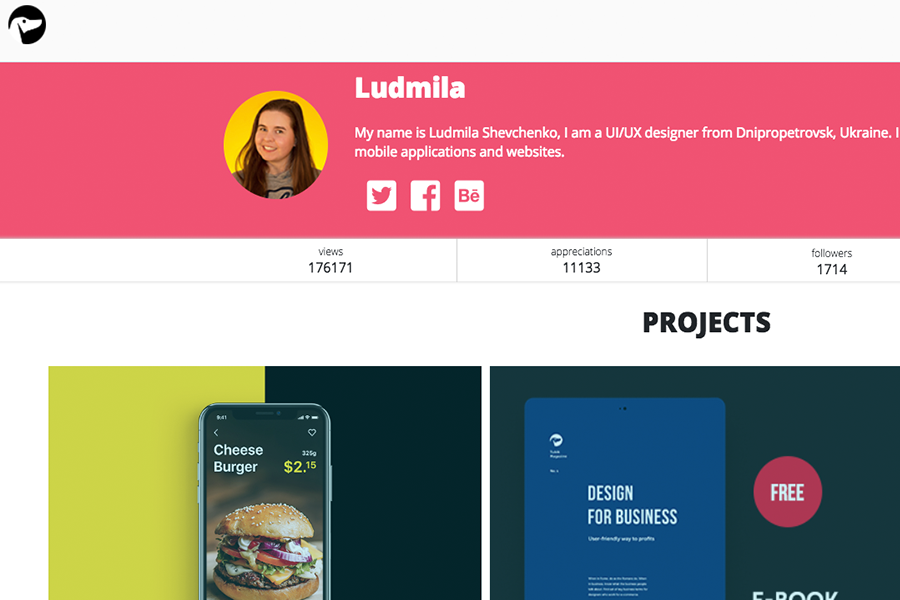 Ludmila
My name is Ludmila Shevchenko, I am a UI/UX designer from Dnipropetrovsk, Ukraine. I
mobile applications and websites.
Bē
views
176171
appreciations
11133
followers
1714
PROJECTS
9:41
Cheese
Burger
325g
$2.15
DESIGN
FOR BUSINESS
User-friendly way to profits
FREE
E-BOOK